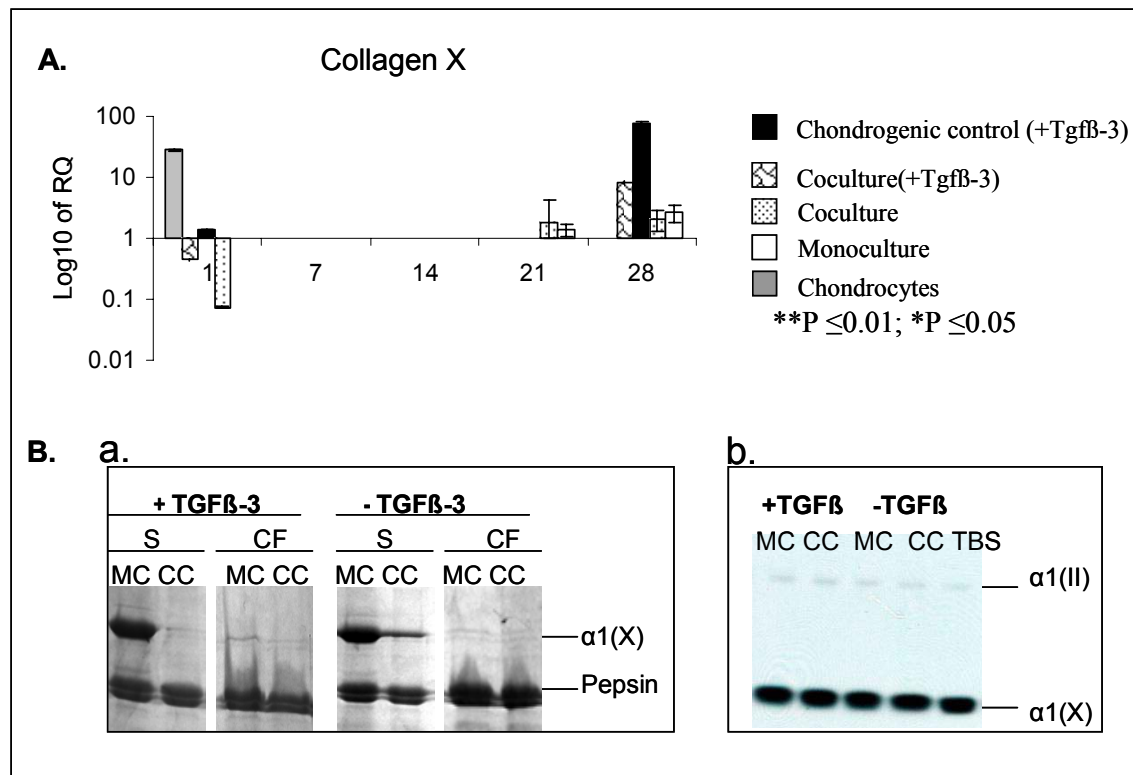 A.
Collagen X
Log10 of RQ
100
10
1
0.1
0.01
1 7 14 21 28
Chondrogenic control (+Tgfß-3)
Coculture(+Tgfß-3)
Coculture
Monoculture
Chondrocytes
**P ≤0.01; *P ≤0.05
B.
a.
+ TGFß-3 - TGFß-3
S CF S CF
MC CC MC CC MC CC MC CC
α1(X)
Pepsin
b.
+TGFß -TGFß
MC CC MC CC TBS
α1(II)
α1(X)